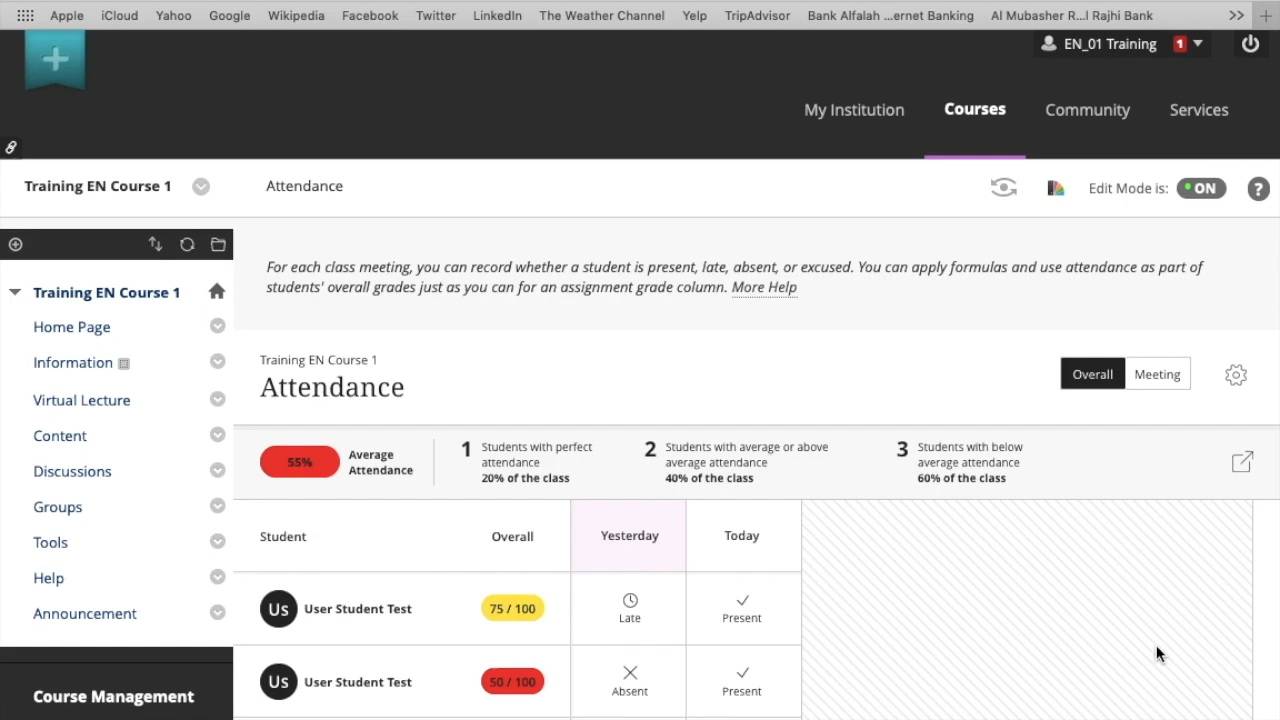 Apple iCloud Yahoo Google Wikipedia Facebook Twitter LinkedIn The Weather Channel Yelp TripAdvisor Bank Alfalah ...ernet Banking Al Mubasher R...l Rajhi Bank >> +
EN_01 Training 1
My Institution Courses Community Services
Training EN Course 1 Attendance Edit Mode is: ON ?
For each class meeting, you can record whether a student is present, late, absent, or excused. You can apply formulas and use attendance as part of
students' overall grades just as you can for an assignment grade column. More Help
Training EN Course 1
Home Page
Information
Virtual Lecture
Content
Discussions
Groups
Tools
Help
Announcement
Course Management
Training EN Course 1
Attendance
Overall Meeting
55% Average
Attendance
1 Students with perfect
attendance
20% of the class
2 Students with average or above
average attendance
40% of the class
3 Students with below
average attendance
60% of the class
Student Overall Yesterday Today
Us User Student Test 75 / 100 Late Present
Us User Student Test 50 / 100 Absent Present